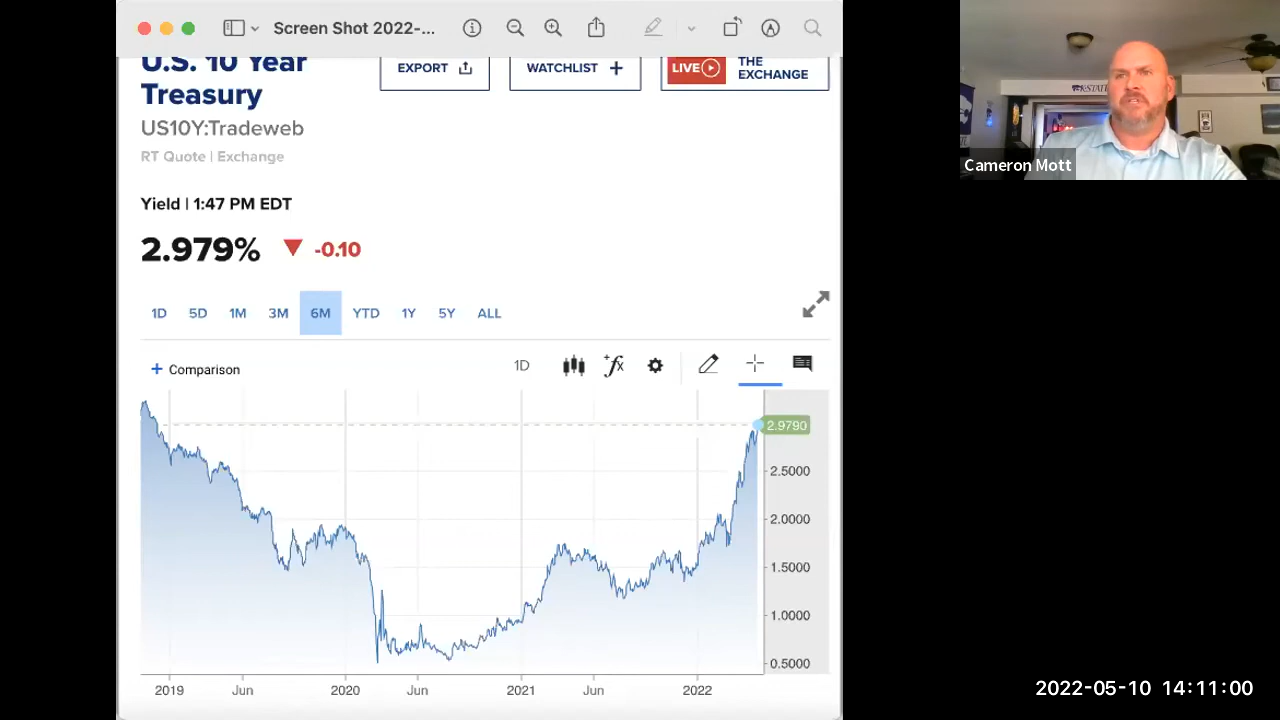 Screen Shot 2022-...
U.S. 10 Year
Treasury
EXPORT
WATCHLIST +
LIVE
THE
EXCHANGE
US10Y:Tradeweb
RT Quote | Exchange
Yield | 1:47 PM EDT
2.979% ▼ -0.10
1D 5D 1M 3M 6M YTD 1Y 5Y ALL
+ Comparison
1D
2.9790
2.5000
2.0000
1.5000
1.0000
0.5000
2019 Jun 2020 Jun 2021 Jun 2022
Cameron Mott
2022-05-10 14:11:00